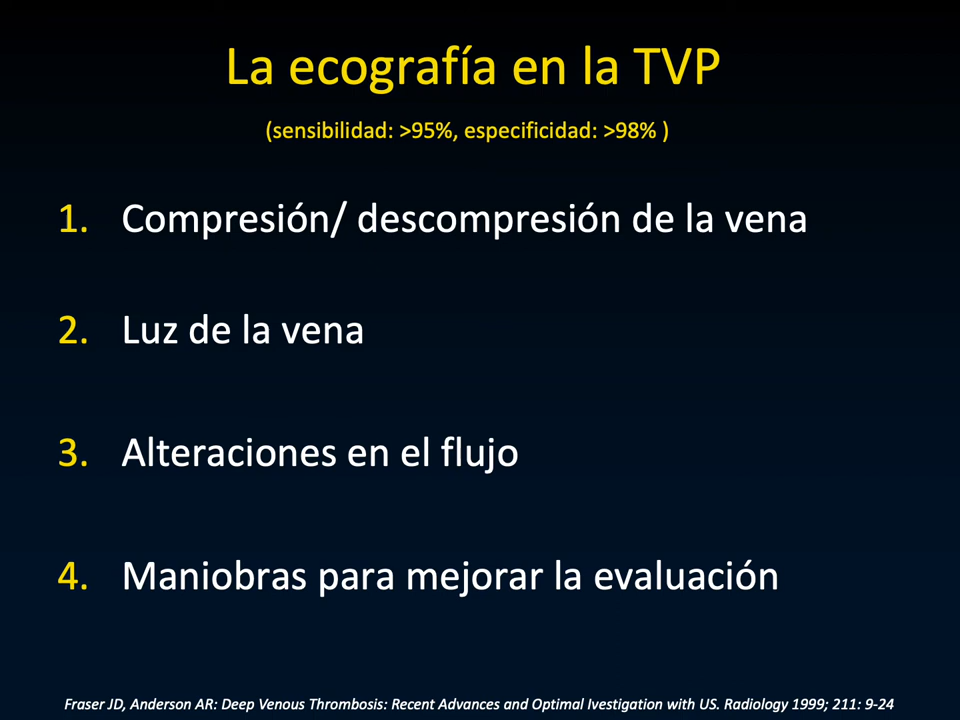 La ecografía en la TVP
(sensibilidad: >95%, especificidad: >98% )
1. Compresión/ descompresión de la vena
2. Luz de la vena
3. Alteraciones en el flujo
4. Maniobras para mejorar la evaluación
Fraser JD, Anderson AR: Deep Venous Thrombosis: Recent Advances and Optimal Ivestigation with US. Radiology 1999; 211: 9-24